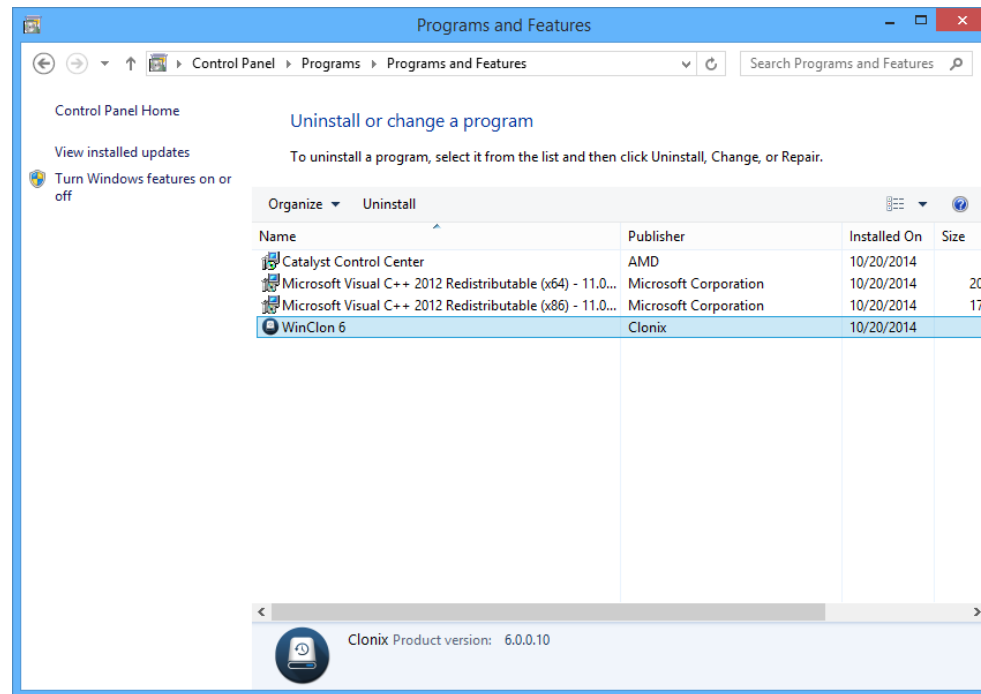 Programs and Features
Control Panel Programs Programs and Features Search Programs and Features
Control Panel Home
Uninstall or change a program
View installed updates
To uninstall a program, select it from the list and then click Uninstall, Change, or Repair.
Turn Windows features on or
off
Organize Uninstall
Name Publisher Installed On Size
Catalyst Control Center AMD 10/20/2014
Microsoft Visual C++ 2012 Redistributable (x64) - 11.0... Microsoft Corporation 10/20/2014 20
Microsoft Visual C++ 2012 Redistributable (x86) - 11.0... Microsoft Corporation 10/20/2014 17
WinClon 6 Clonix 10/20/2014
Clonix Product version: 6.0.0.10